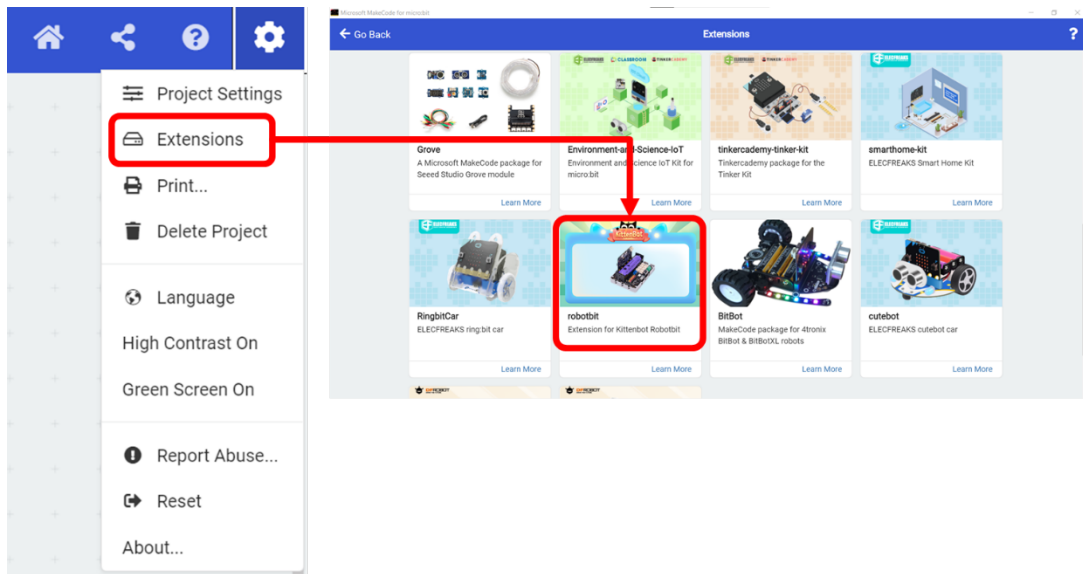 Project Settings
Extensions
Print...
Delete Project
Language
High Contrast On
Green Screen On
Report Abuse...
Reset
About...
Microsoft MakeCode for micro:bit
Go Back
Extensions
?
Grove
A Microsoft MakeCode package for
Seeed Studio Grove module
Learn More
Environment-and-Science-IoT
Environment and Science IoT Kit for
micro:bit
Learn More
tinkercademy-tinker-kit
Tinkercademy package for the
Tinker Kit
Learn More
smarthome-kit
ELECFREAKS Smart Home Kit
Learn More
RingbitCar
ELECFREAKS ring:bit car
Learn More
KittenBot
robotbit
Extension for Kittenbot Robotbit
Learn More
BitBot
MakeCode package for 4tronix
BitBot & BitBotXL robots
Learn More
cutebot
ELECFREAKS cutebot car
Learn More